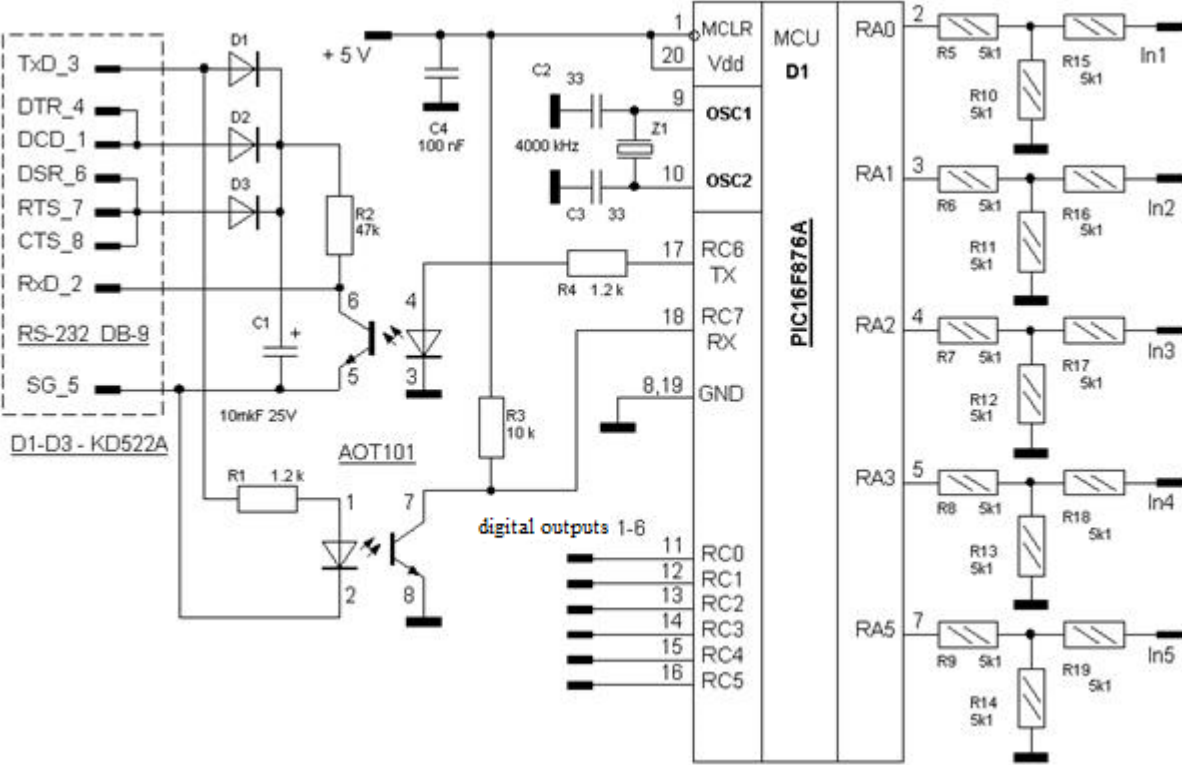 TxD_3
DTR_4
DCD_1
DSR_6
RTS_7
CTS_8
RxD_2
RS-232 DB-9
SG_5
D1-D3 - KD522A
D1
D2
D3
R2
47k
C1
+
10mkF 25V
6
5
4
3
AOT101
R1 1.2 k
1
2
7
8
+ 5 V
C4
100 nF
C2 33
4000 kHz
Z1
C3 33
R4 1.2 k
R3
10 k
digital outputs 1-6
1 MCLR
20 Vdd
9 OSC1
10 OSC2
17 RC6
TX
18 RC7
RX
8,19 GND
11 RC0
12 RC1
13 RC2
14 RC3
15 RC4
16 RC5
MCU
D1
PIC16F876A
RA0 2
R5 5k1
R15
5k1
In1
R10
5k1
RA1 3
R6 5k1
R16
5k1
In2
R11
5k1
RA2 4
R7 5k1
R17
5k1
In3
R12
5k1
RA3 5
R8 5k1
R18
5k1
In4
R13
5k1
RA5 7
R9 5k1
R19
5k1
In5
R14
5k1